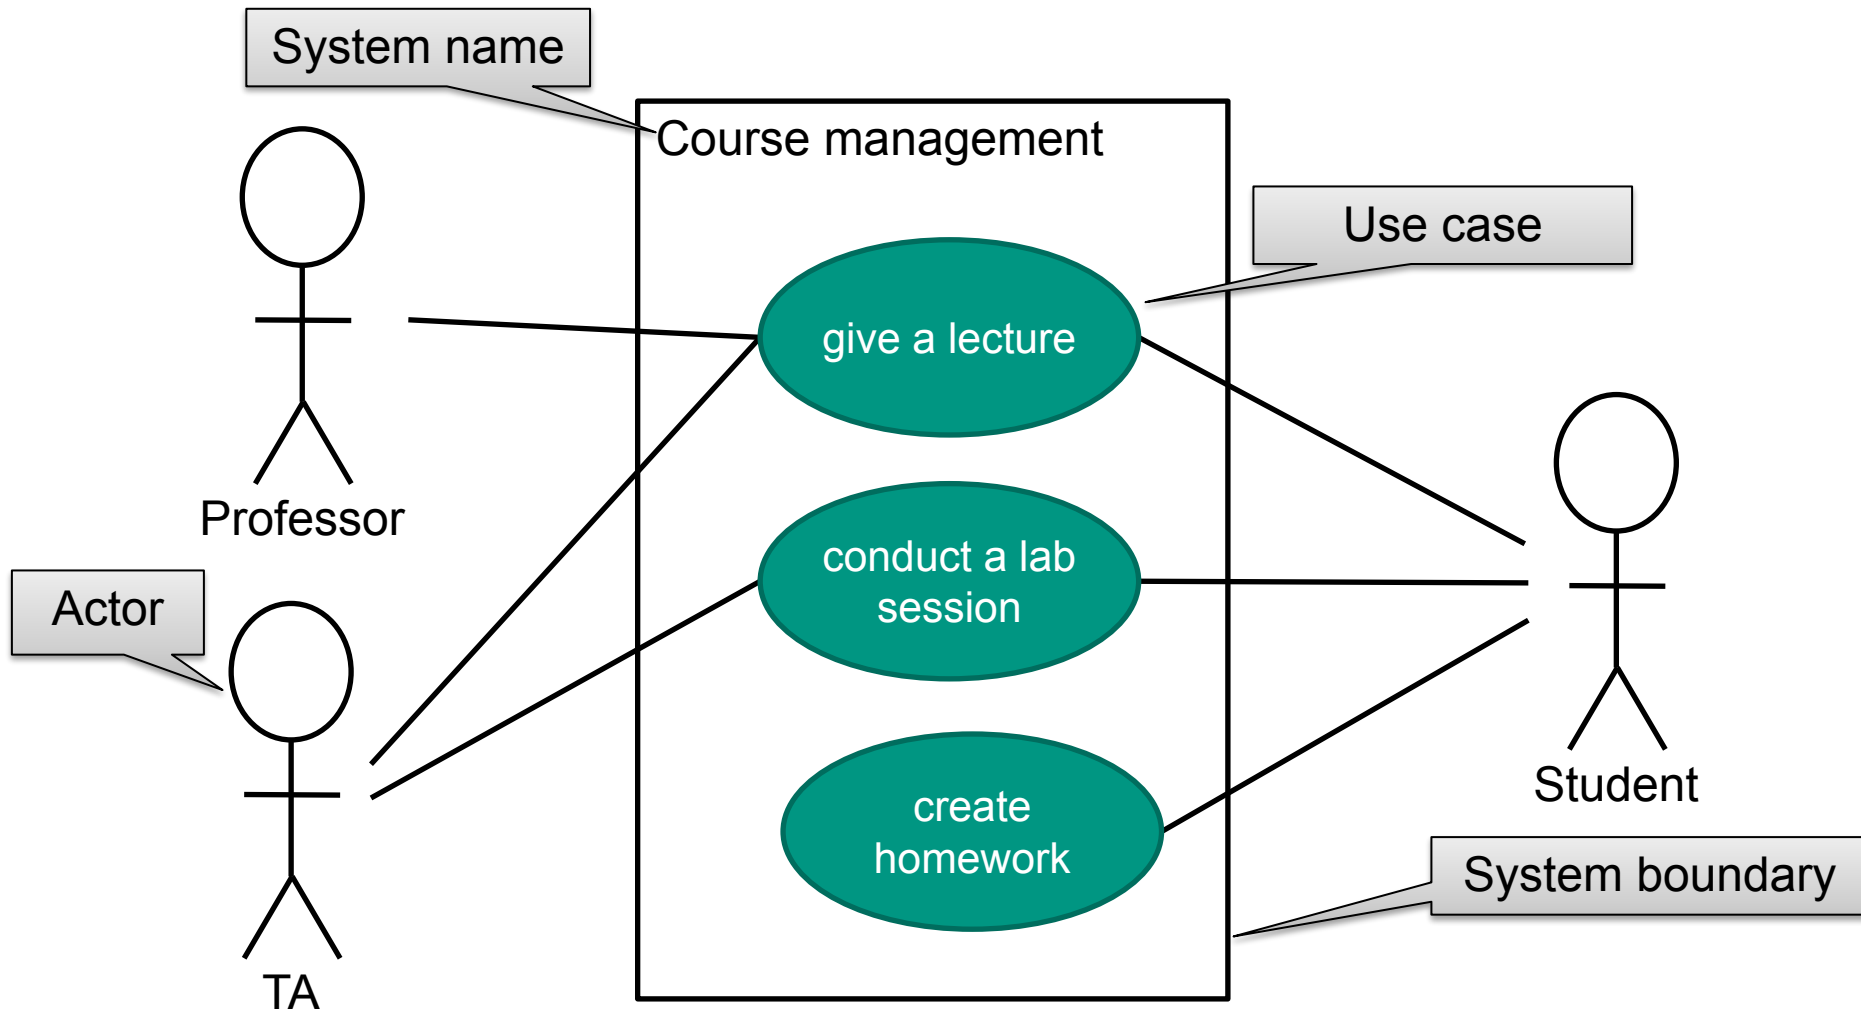 System name
Course management
Use case
give a lecture
Professor
conduct a lab
session
Actor
Student
create
homework
System boundary
TA